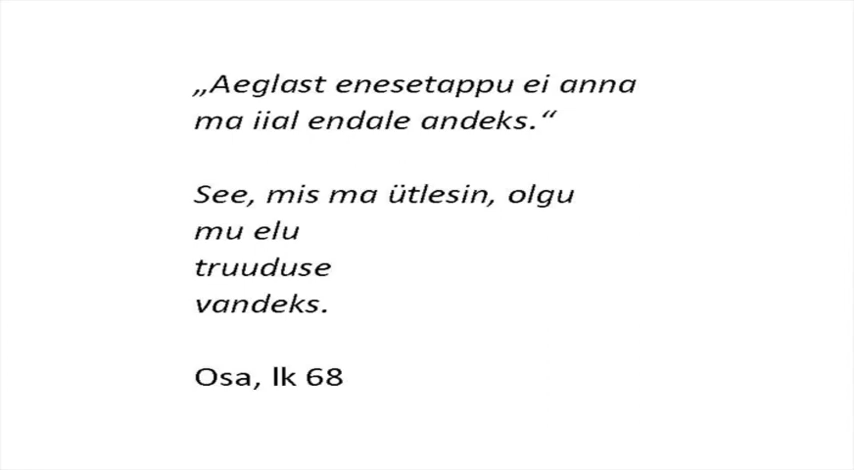 „Aeglast enesetappu ei anna
ma iial endale andeks.“
See, mis ma ütlesin, olgu
mu elu
truuduse
vandeks.
Osa, lk 68